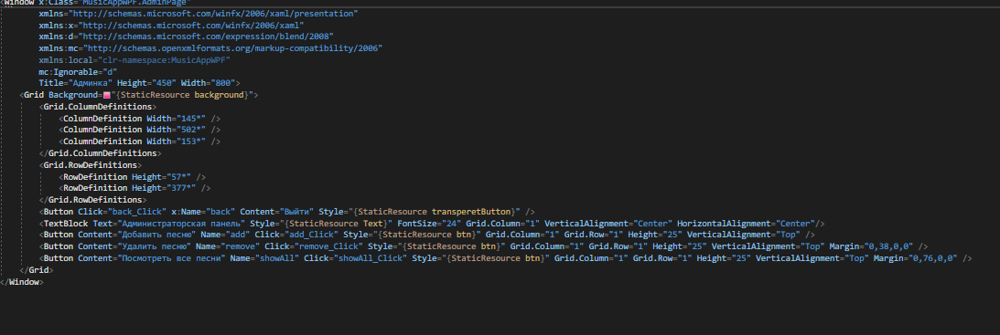 <Window x:Class="MusicAppWPF.AdminPage"
xmlns="http://schemas.microsoft.com/winfx/2006/xaml/presentation"
xmlns:x="http://schemas.microsoft.com/winfx/2006/xaml"
xmlns:d="http://schemas.microsoft.com/expression/blend/2008"
xmlns:mc="http://schemas.openxmlformats.org/markup-compatibility/2006"
xmlns:local="clr-namespace:MusicAppWPF"
mc:Ignorable="d"
Title="Админка" Height="450" Width="800">
<Grid Background="{StaticResource background}">
<Grid.ColumnDefinitions>
<ColumnDefinition Width="145*" />
<ColumnDefinition Width="502*" />
<ColumnDefinition Width="153*" />
</Grid.ColumnDefinitions>
<Grid.RowDefinitions>
<RowDefinition Height="57*" />
<RowDefinition Height="377*" />
</Grid.RowDefinitions>
<Button Click="back_Click" x:Name="back" Content="Выйти" Style="{StaticResource transperetButton}" />
<TextBlock Text="Администраторская панель" Style="{StaticResource Text}" FontSize="24" Grid.Column="1" VerticalAlignment="Center" HorizontalAlignment="Center"/>
<Button Content="Добавить песню" Name="add" Click="add_Click" Style="{StaticResource btn}" Grid.Column="1" Grid.Row="1" Height="25" VerticalAlignment="Top" />
<Button Content="Удалить песню" Name="remove" Click="remove_Click" Style="{StaticResource btn}" Grid.Column="1" Grid.Row="1" Height="25" VerticalAlignment="Top" Margin="0,38,0,0" />
<Button Content="Посмотреть все песни" Name="showAll" Click="showAll_Click" Style="{StaticResource btn}" Grid.Column="1" Grid.Row="1" Height="25" VerticalAlignment="Top" Margin="0,76,0,0" />
</Grid>
</Window>